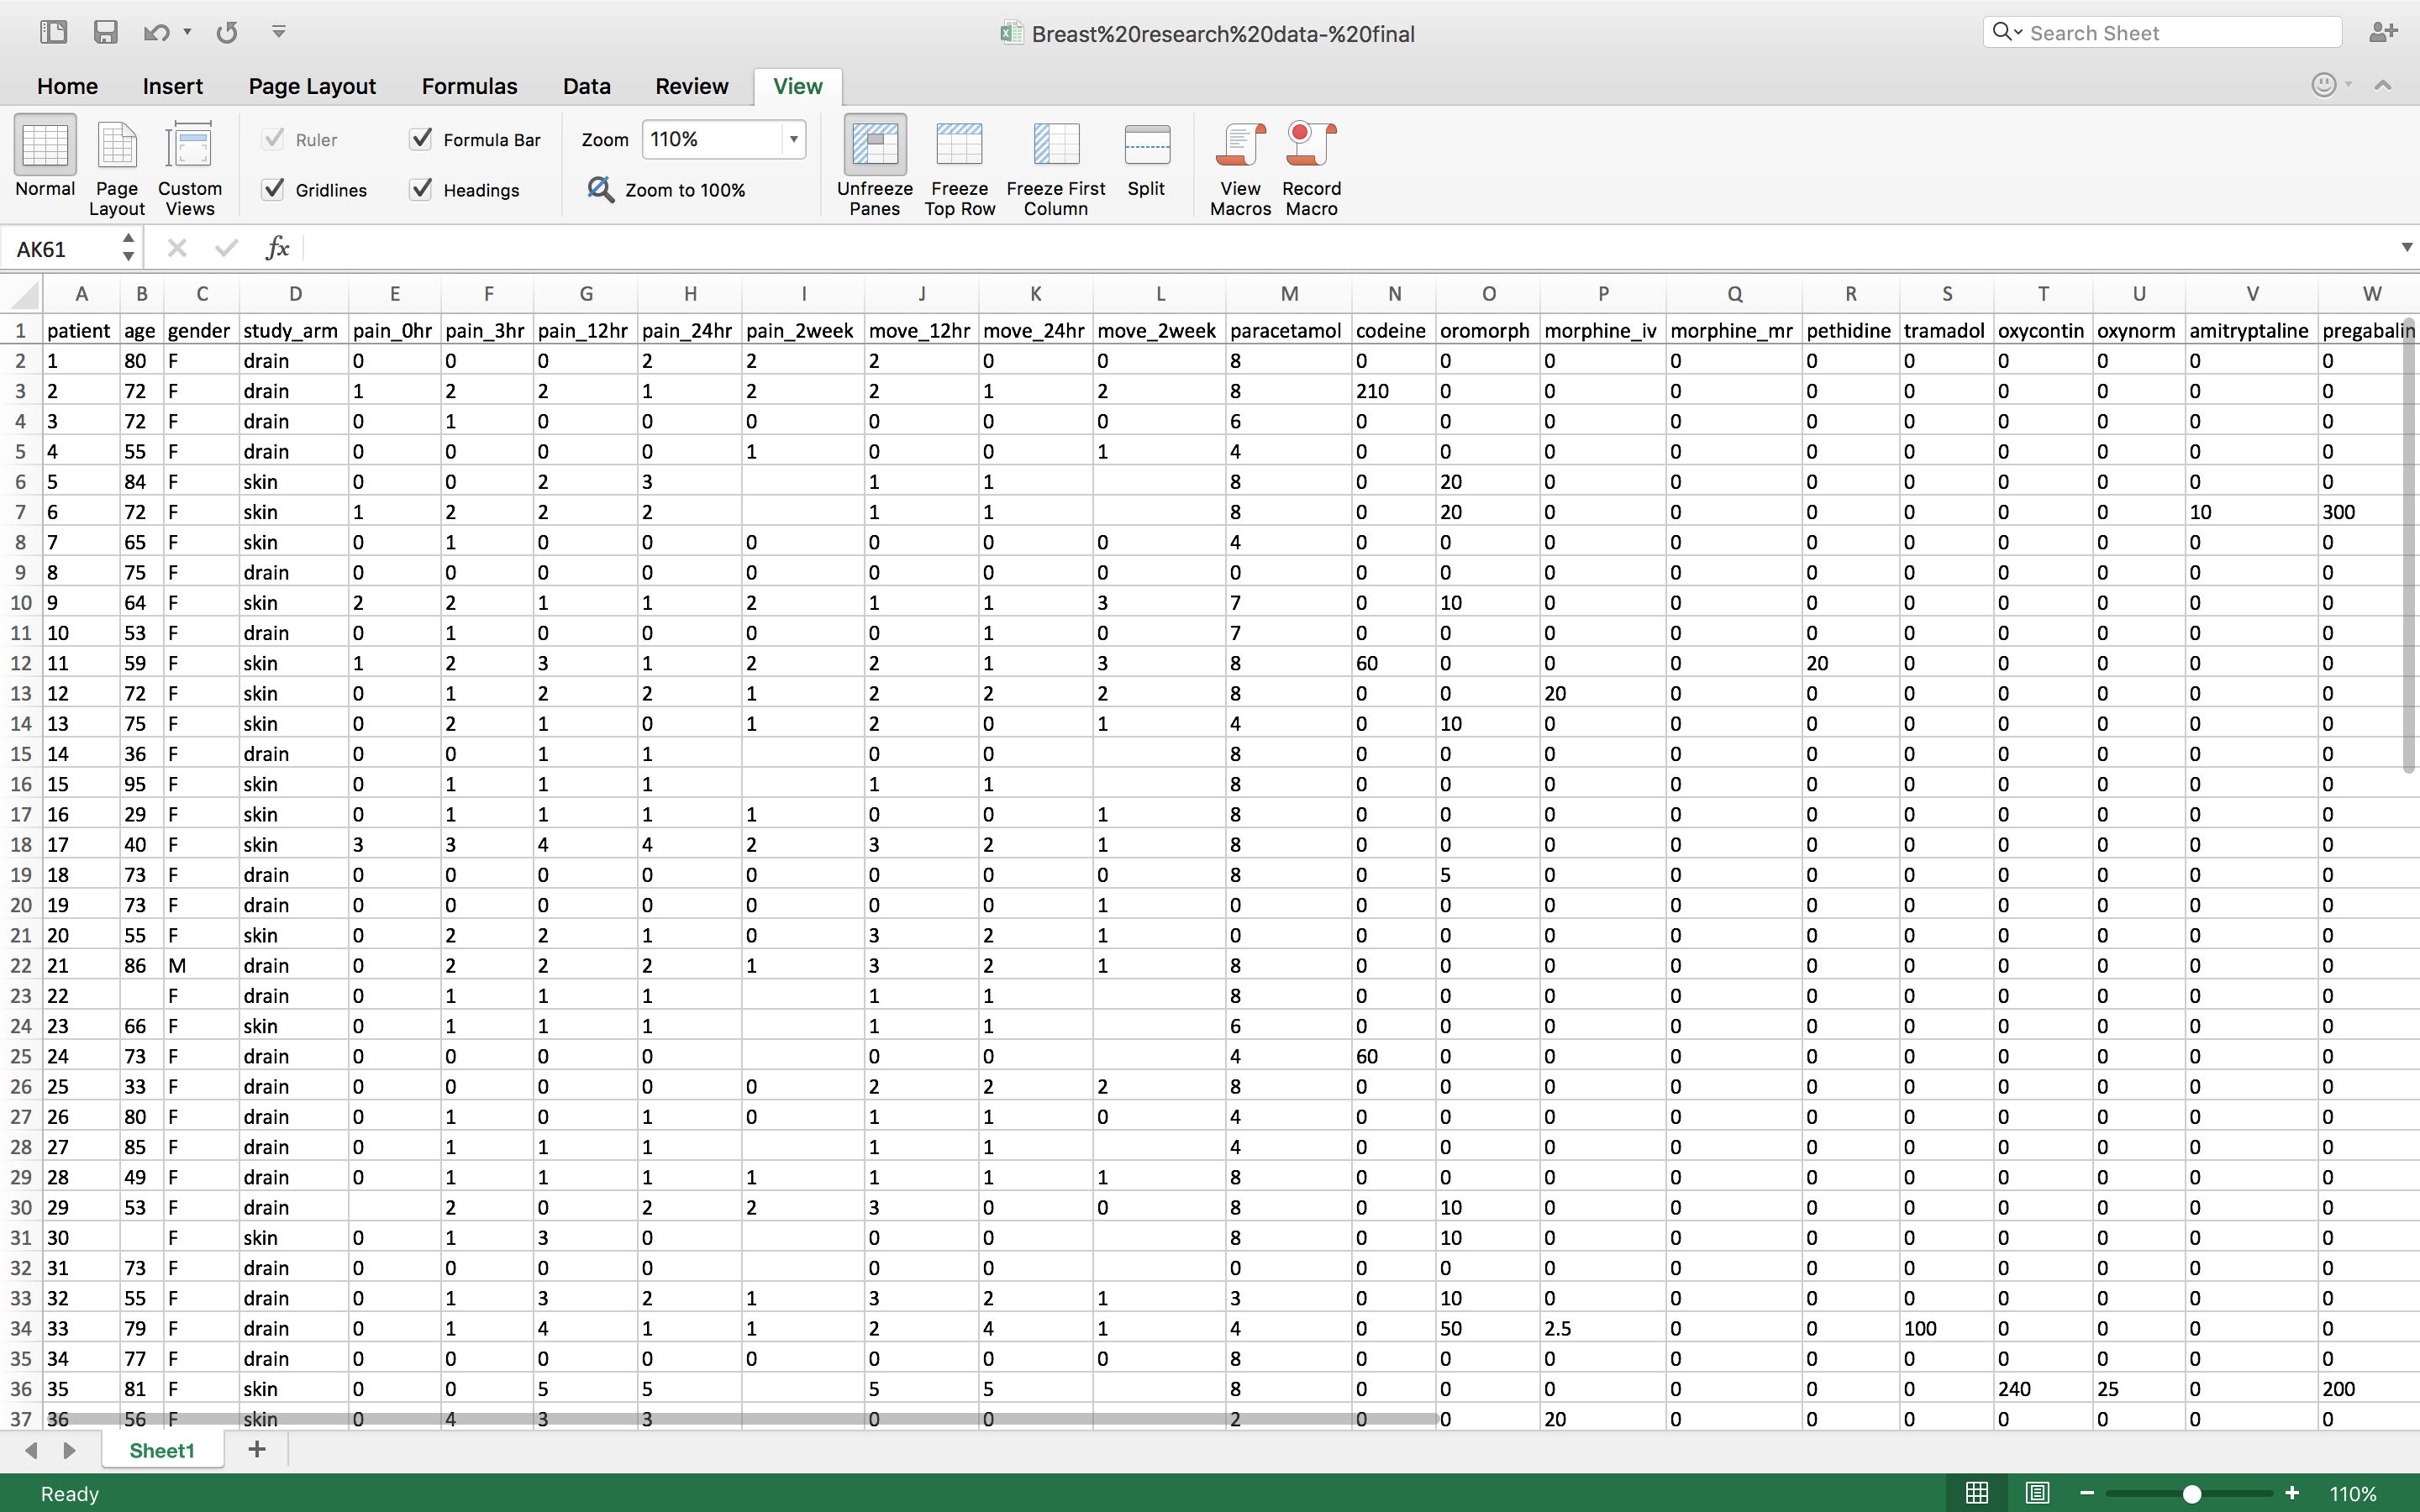 Breast%20research%20data-%20final
Search Sheet
Home Insert Page Layout Formulas Data Review View
Normal Page Layout Custom Views Ruler Gridlines Formula Bar Headings Zoom 110% Zoom to 100% Unfreeze Panes Freeze Top Row Freeze First Column Split View Macros Record Macro
AK61 fx
A B C D E F G H I J K L M N O P Q R S T U V W
1 patient age gender study_arm pain_0hr pain_3hr pain_12hr pain_24hr pain_2week move_12hr move_24hr move_2week paracetamol codeine oromorph morphine_iv morphine_mr pethidine tramadol oxycontin oxynorm amitryptaline pregabalin
2 1 80 F drain 0 0 0 2 2 2 0 0 8 0 0 0 0 0 0 0 0 0 0
3 2 72 F drain 1 2 2 1 2 2 1 2 8 210 0 0 0 0 0 0 0 0 0
4 3 72 F drain 0 1 0 0 0 0 0 0 6 0 0 0 0 0 0 0 0 0 0
5 4 55 F drain 0 0 0 0 1 0 0 1 4 0 0 0 0 0 0 0 0 0 0
6 5 84 F skin 0 0 2 3 1 1 8 0 20 0 0 0 0 0 0 0 0
7 6 72 F skin 1 2 2 2 1 1 8 0 20 0 0 0 0 0 0 10 300
8 7 65 F skin 0 1 0 0 0 0 0 0 4 0 0 0 0 0 0 0 0 0 0
9 8 75 F drain 0 0 0 0 0 0 0 0 0 0 0 0 0 0 0 0 0 0 0
10 9 64 F skin 2 2 1 1 2 1 1 3 7 0 10 0 0 0 0 0 0 0 0
11 10 53 F drain 0 1 0 0 0 0 1 0 7 0 0 0 0 0 0 0 0 0 0
12 11 59 F skin 1 2 3 1 2 2 1 3 8 60 0 0 0 20 0 0 0 0 0
13 12 72 F skin 0 1 2 2 1 2 2 2 8 0 0 20 0 0 0 0 0 0 0
14 13 75 F skin 0 2 1 0 1 2 0 1 4 0 10 0 0 0 0 0 0 0 0
15 14 36 F drain 0 0 1 1 0 0 8 0 0 0 0 0 0 0 0 0 0
16 15 95 F skin 0 1 1 1 1 1 8 0 0 0 0 0 0 0 0 0 0
17 16 29 F skin 0 1 1 1 1 0 0 1 8 0 0 0 0 0 0 0 0 0 0
18 17 40 F skin 3 3 4 4 2 3 2 1 8 0 0 0 0 0 0 0 0 0 0
19 18 73 F drain 0 0 0 0 0 0 0 0 8 0 5 0 0 0 0 0 0 0 0
20 19 73 F drain 0 0 0 0 0 0 0 1 0 0 0 0 0 0 0 0 0 0 0
21 20 55 F skin 0 2 2 1 0 3 2 1 0 0 0 0 0 0 0 0 0 0 0
22 21 86 M drain 0 2 2 2 1 3 2 1 8 0 0 0 0 0 0 0 0 0 0
23 22 F drain 0 1 1 1 1 1 8 0 0 0 0 0 0 0 0 0 0
24 23 66 F skin 0 1 1 1 1 1 6 0 0 0 0 0 0 0 0 0 0
25 24 73 F drain 0 0 0 0 0 0 4 60 0 0 0 0 0 0 0 0 0
26 25 33 F drain 0 0 0 0 0 2 2 2 8 0 0 0 0 0 0 0 0 0 0
27 26 80 F drain 0 1 0 1 0 1 1 0 4 0 0 0 0 0 0 0 0 0 0
28 27 85 F drain 0 1 1 1 1 1 4 0 0 0 0 0 0 0 0 0 0
29 28 49 F drain 0 1 1 1 1 1 1 1 8 0 0 0 0 0 0 0 0 0 0
30 29 53 F drain 2 0 2 2 3 0 0 8 0 10 0 0 0 0 0 0 0 0
31 30 F skin 0 1 3 0 0 0 8 0 10 0 0 0 0 0 0 0 0
32 31 73 F drain 0 0 0 0 0 0 0 0 0 0 0 0 0 0 0 0 0
33 32 55 F drain 0 1 3 2 1 3 2 1 3 0 10 0 0 0 0 0 0 0 0
34 33 79 F drain 0 1 4 1 1 2 4 1 4 0 50 2.5 0 0 100 0 0 0 0
35 34 77 F drain 0 0 0 0 0 0 0 0 8 0 0 0 0 0 0 0 0 0 0
36 35 81 F skin 0 0 5 5 5 5 8 0 0 0 0 0 0 240 25 0 200
37 36 56 F skin 0 4 3 3 0 0 2 0 0 20 0 0 0 0 0 0 0
Sheet1
Ready 110%